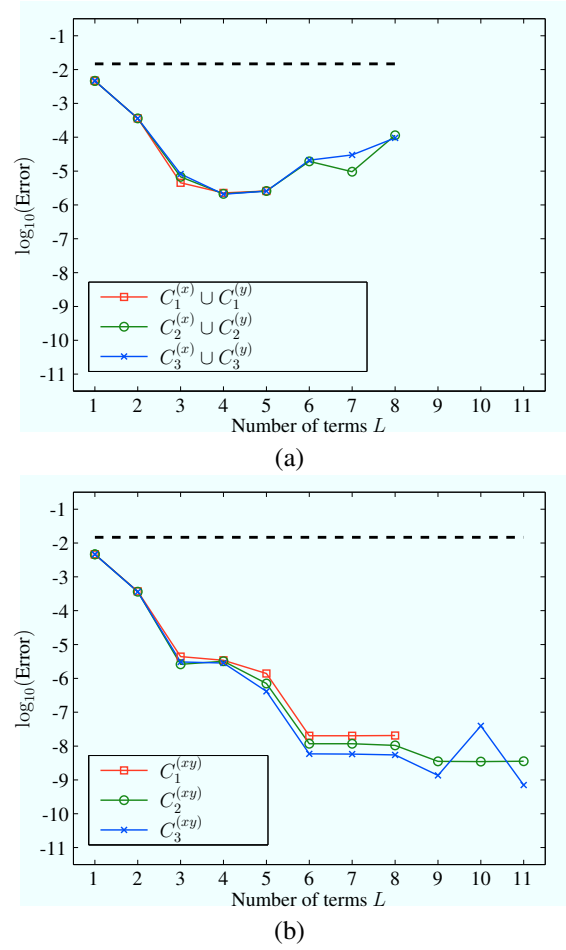 -1
-2
-3
-4
-5
-6
-7
-8
-9
-10
-11
log₁₀(Error)
C₁⁽ˣ⁾ ∪ C₁⁽ʸ⁾
C₂⁽ˣ⁾ ∪ C₂⁽ʸ⁾
C₃⁽ˣ⁾ ∪ C₃⁽ʸ⁾
1 2 3 4 5 6 7 8 9 10 11
Number of terms L
(a)
-1
-2
-3
-4
-5
-6
-7
-8
-9
-10
-11
log₁₀(Error)
C₁⁽ˣʸ⁾
C₂⁽ˣʸ⁾
C₃⁽ˣʸ⁾
1 2 3 4 5 6 7 8 9 10 11
Number of terms L
(b)